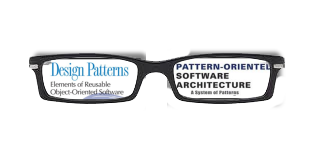 Design Patterns
Elements of Reusable
Object-Oriented Software
PATTERN-ORIENTE
SOFTWARE
ARCHITECTURE
A System of Patterns